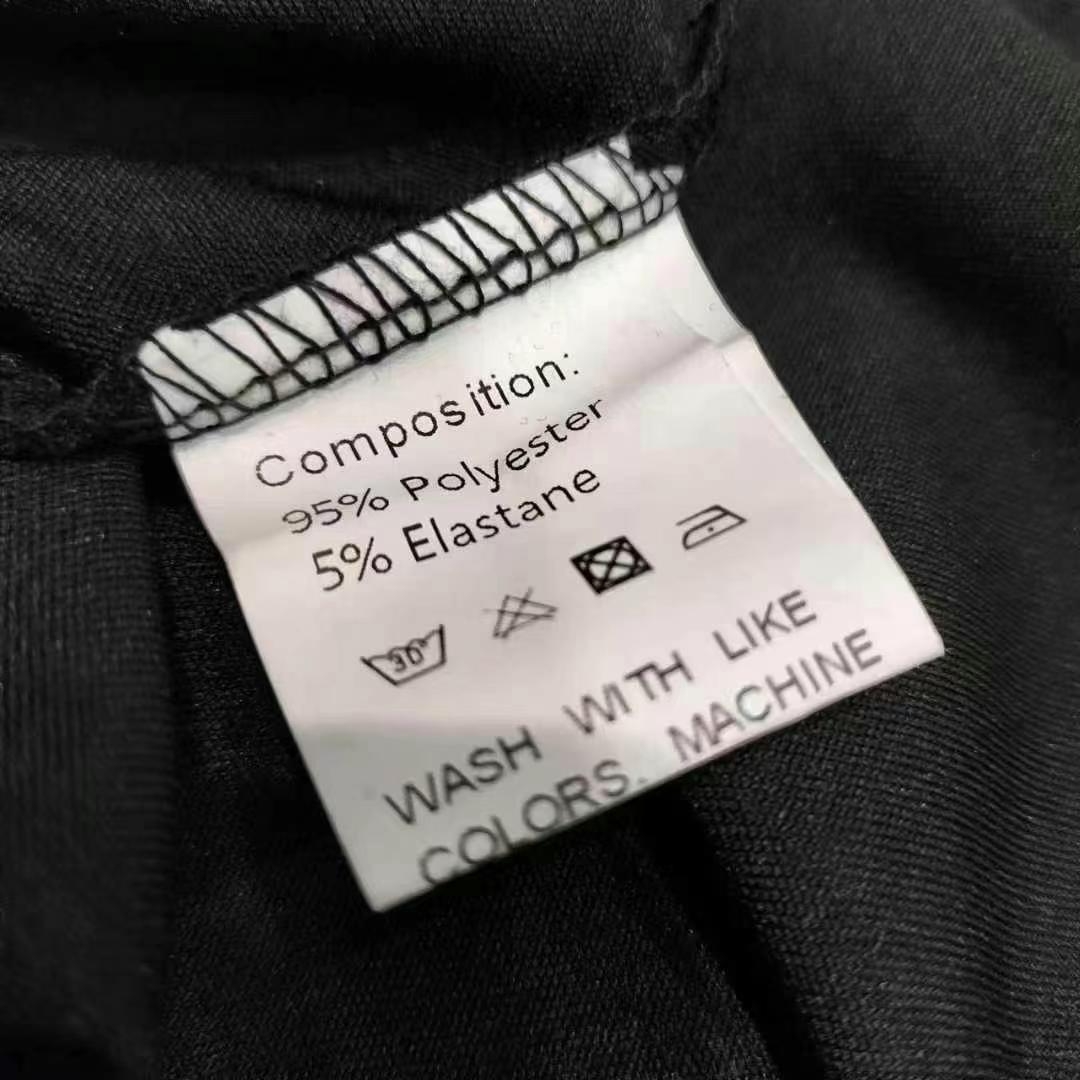 Composition:
95% Polyester
5% Elastane
30°
WASH WITH LIKE
COLORS. MACHINE